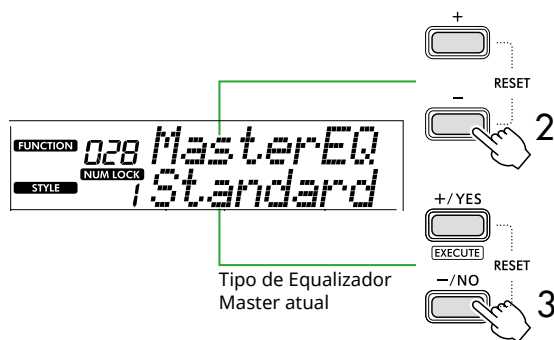 +
RESET
−
2
FUNCTION 028 MasterEQ
NUM LOCK
STYLE 1 Standard
+/YES
EXECUTE
RESET
−/NO
3
Tipo de Equalizador
Master atual